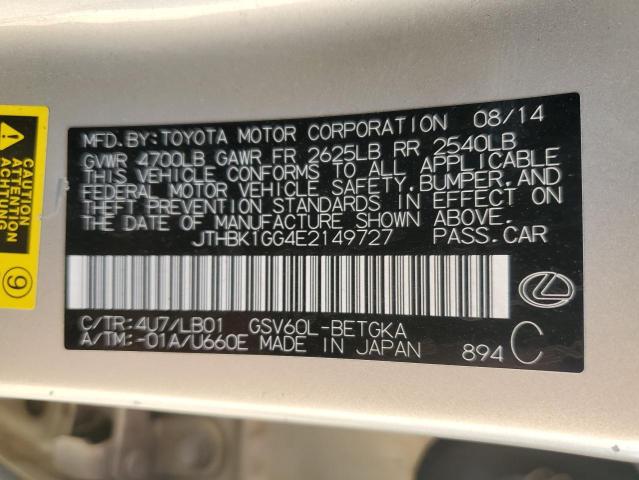 MFD.BY:TOYOTA MOTOR CORPORATION 08/14
GVWR 4700LB GAWR FR 2625LB RR 2540LB
THIS VEHICLE CONFORMS TO ALL APPLICABLE
FEDERAL MOTOR VEHICLE SAFETY,BUMPER,AND
THEFT PREVENTION STANDARDS IN EFFECT ON
THE DATE OF MANUFACTURE SHOWN ABOVE.
JTHBK1GG4E2149727 PASS.CAR
C/TR:4U7/LB01 GSV60L-BETGKA
A/TM:-01A/U660E MADE IN JAPAN 894 C
CAUTION
ACHTUNG
9